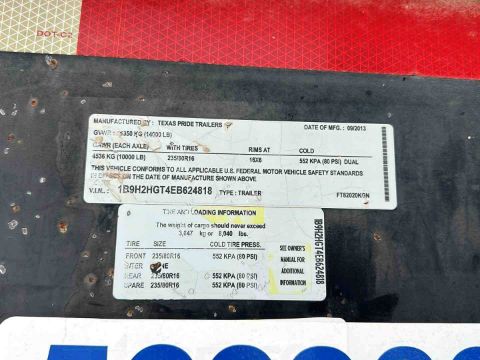 DOT-C2
MANUFACTURED BY : TEXAS PRIDE TRAILERS
DATE OF MFG. : 09/2013
GVWR : 6350 KG (14000 LB)
GAWR (EACH AXLE) WITH TIRES RIMS AT COLD
4536 KG (10000 LB) 235/80R16 16X6 552 KPA (80 PSI) DUAL
THIS VEHICLE CONFORMS TO ALL APPLICABLE U.S. FEDERAL MOTOR VEHICLE SAFETY STANDARDS
IN EFFECT ON THE DATE OF MANUFACTURE SHOWN ABOVE.
V.I.N. : 1B9H2HGT4EB624818 TYPE : TRAILER
TIRE AND LOADING INFORMATION
The weight of cargo should never exceed
kg or lbs.
TIRE SIZE COLD TIRE PRESS.
FRONT 235/80R16 552 KPA (80 PSI)
REAR 235/80R16 552 KPA (80 PSI)
SPARE 235/80R16 552 KPA (80 PSI)
SEE OWNER'S
MANUAL FOR
ADDITIONAL
INFORMATION
1B9H2HGT4EB624818